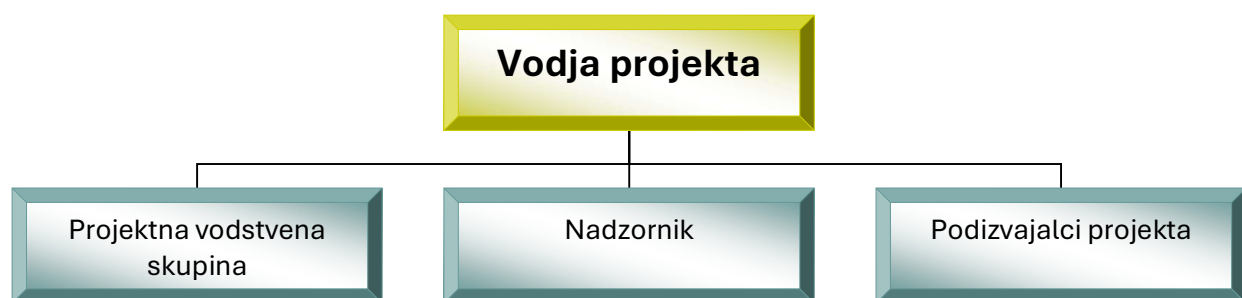 Vodja projekta
Projektna vodstvena
skupina
Nadzornik
Podizvajalci projekta